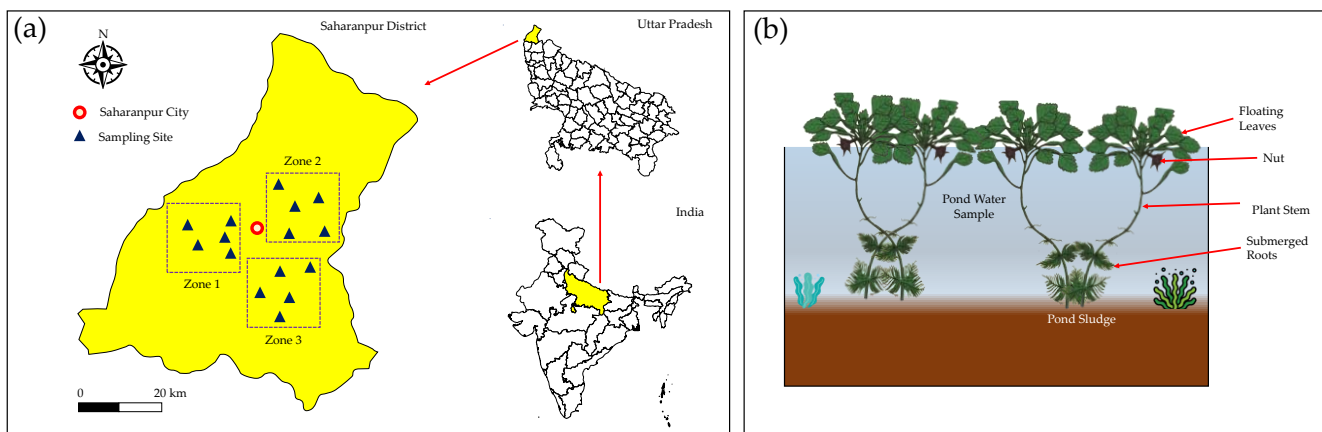 (a)
Saharanpur District
Uttar Pradesh
N
Saharanpur City
Sampling Site
Zone 2
India
Zone 1
Zone 3
0 20 km
(b)
Floating
Leaves
Nut
Pond Water
Sample
Plant Stem
Submerged
Roots
Pond Sludge